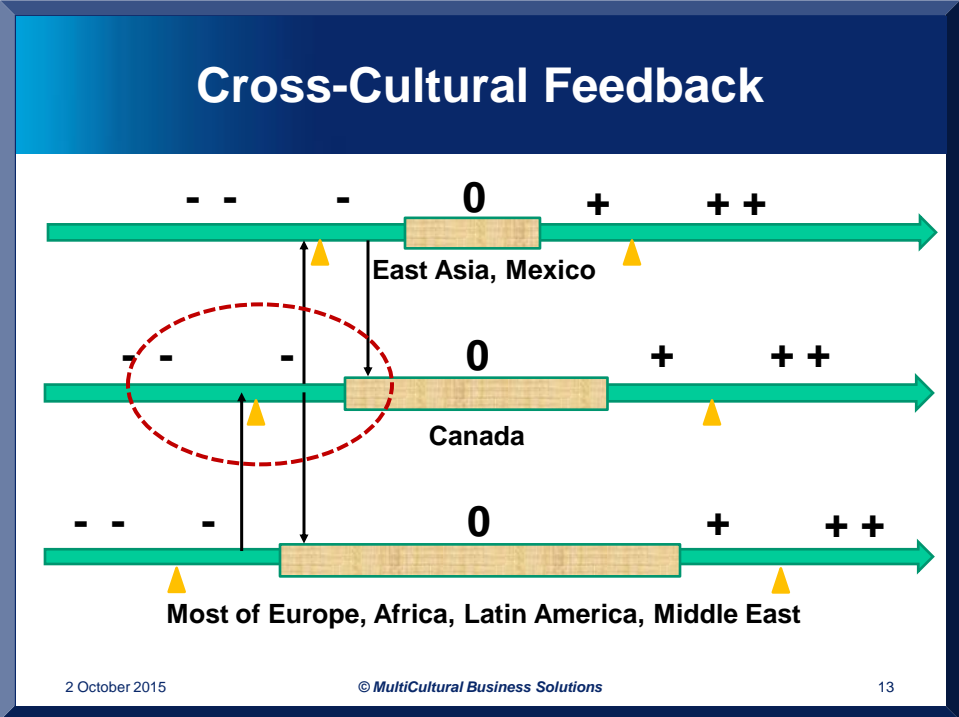 Cross-Cultural Feedback
- - - 0 + + +
East Asia, Mexico
- - - 0 + + +
Canada
- - - 0 + + +
Most of Europe, Africa, Latin America, Middle East
2 October 2015 © MultiCultural Business Solutions 13